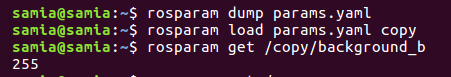 samia@samia:~$ rosparam dump params.yaml
samia@samia:~$ rosparam load params.yaml copy
samia@samia:~$ rosparam get /copy/background_b
255